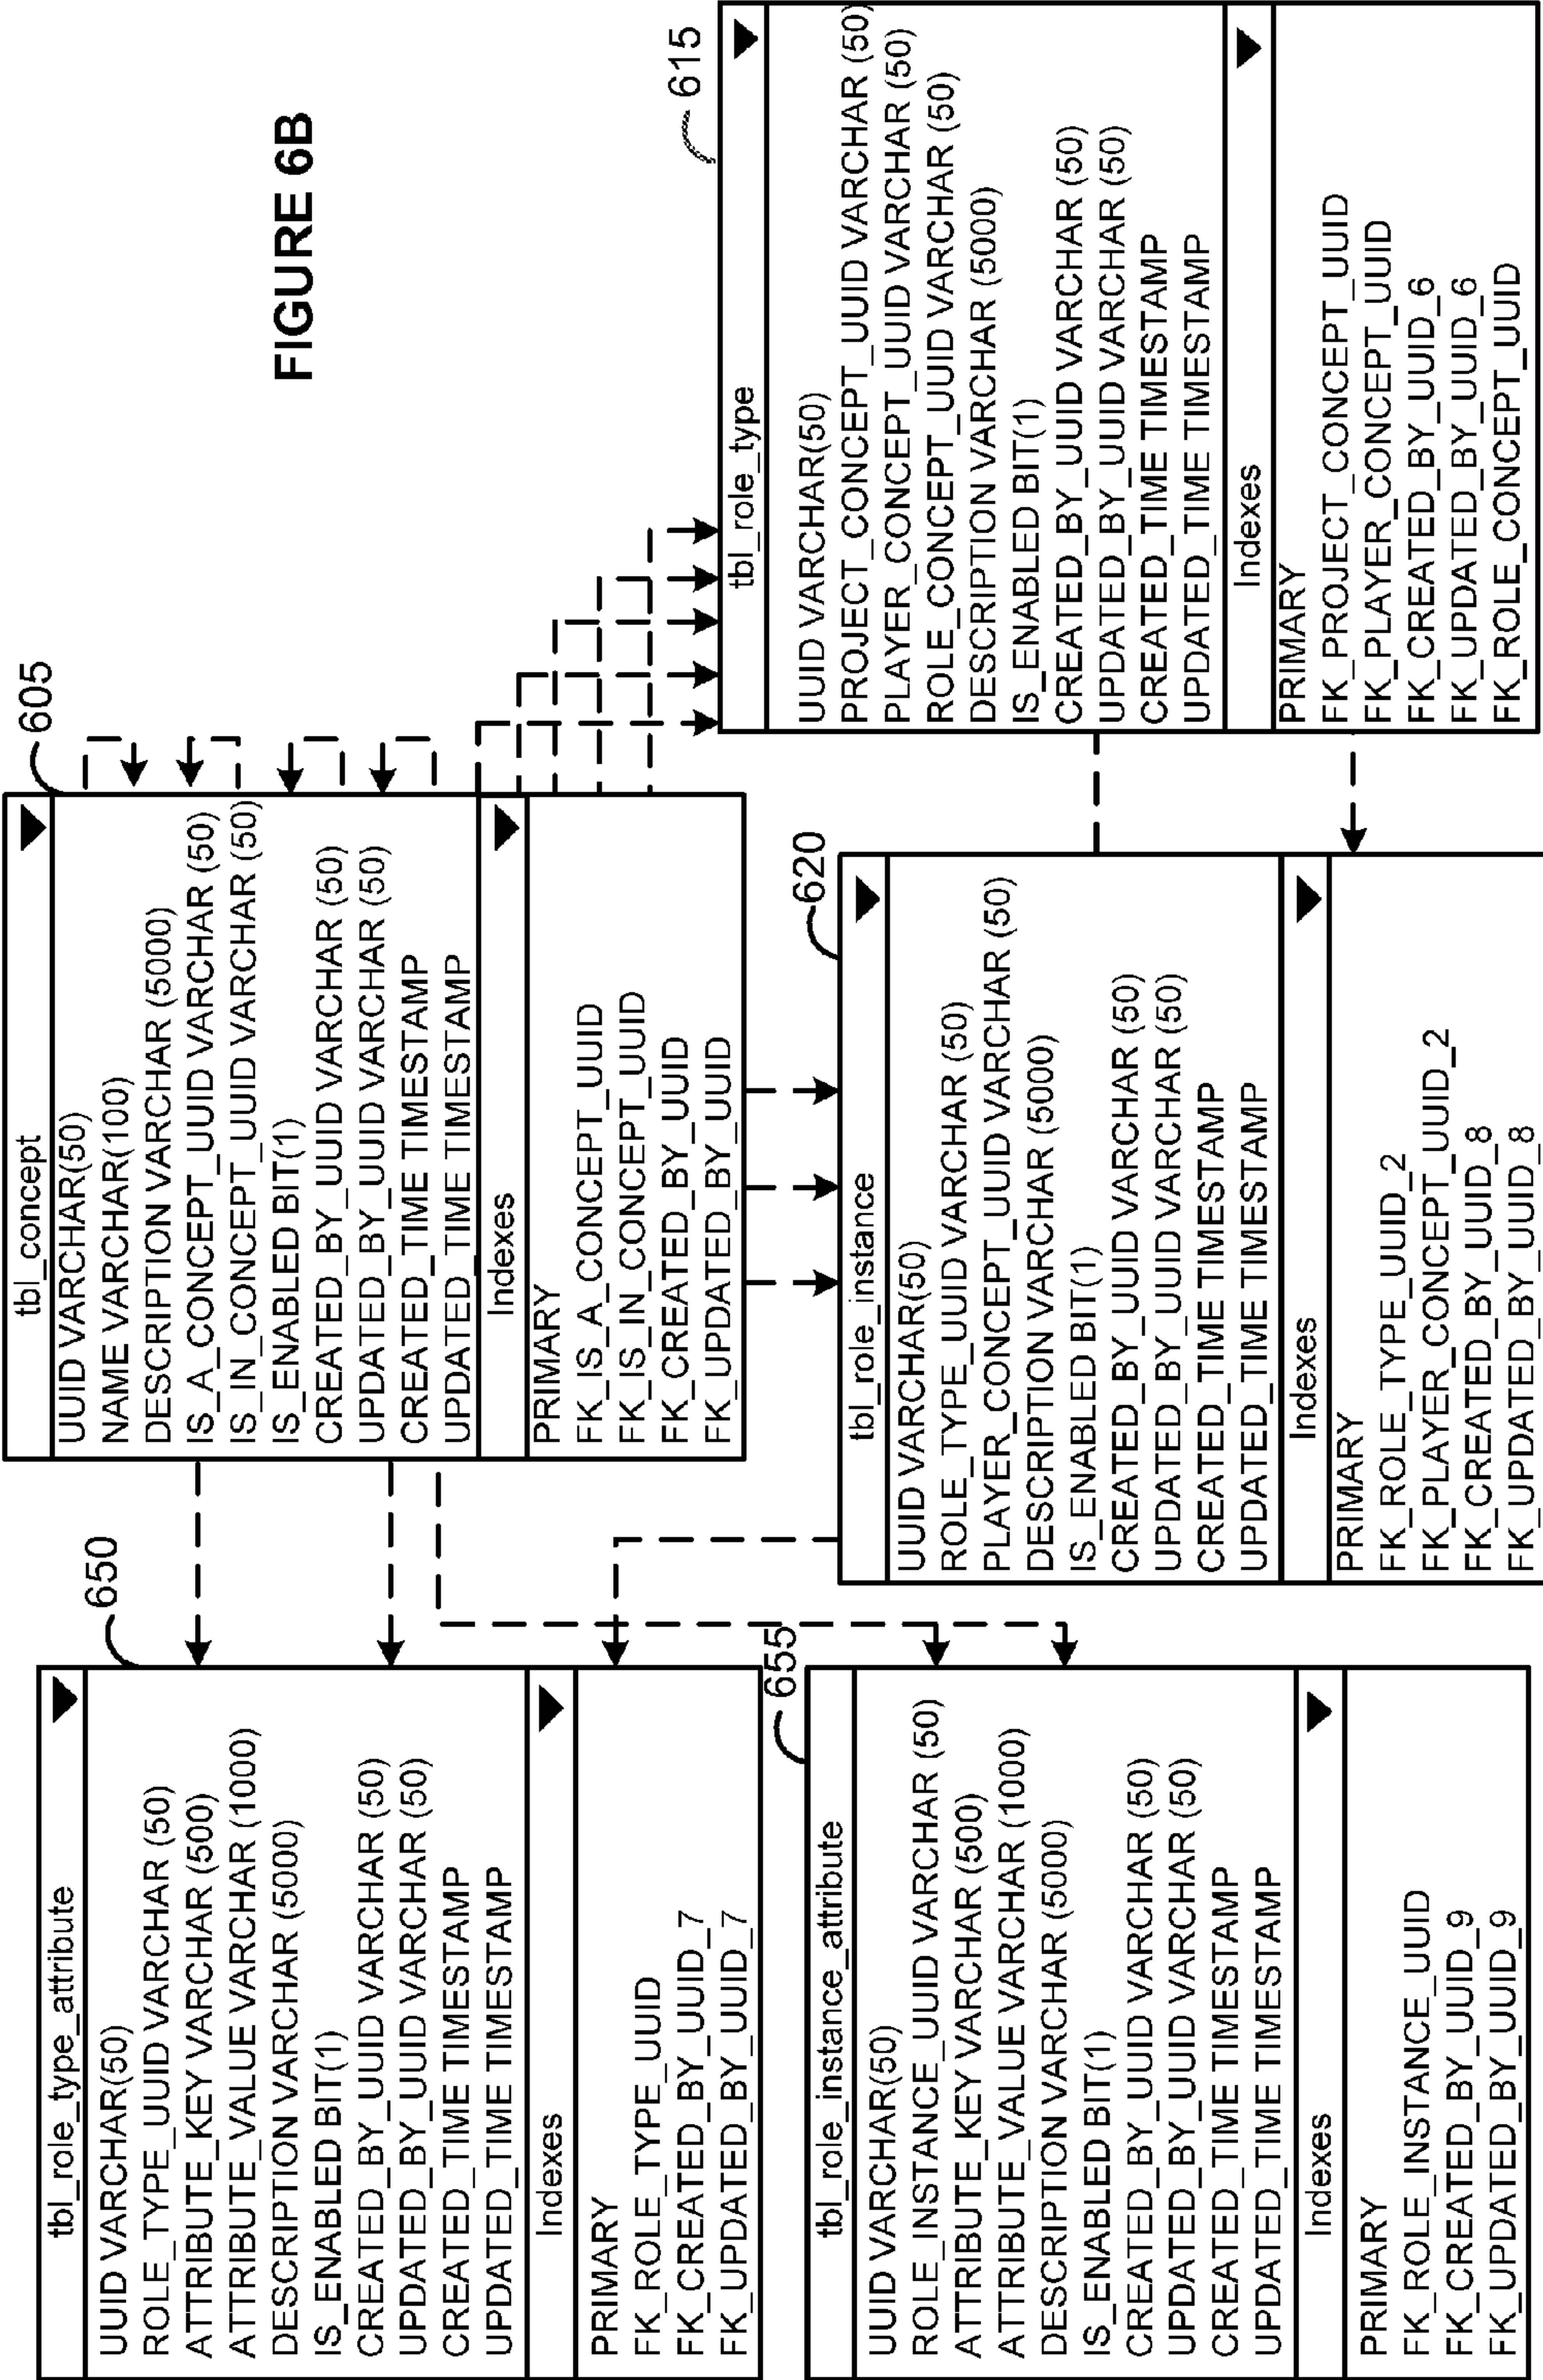 FIGURE 6B
650
tbl_role_type_attribute
UUID VARCHAR(50)
ROLE_TYPE_UUID VARCHAR (50)
ATTRIBUTE_KEY VARCHAR (500)
ATTRIBUTE_VALUE VARCHAR (1000)
DESCRIPTION VARCHAR (5000)
IS_ENABLED BIT(1)
CREATED_BY_UUID VARCHAR (50)
UPDATED_BY_UUID VARCHAR (50)
CREATED_TIME TIMESTAMP
UPDATED_TIME TIMESTAMP
Indexes
PRIMARY
FK_ROLE_TYPE_UUID
FK_CREATED_BY_UUID_7
FK_UPDATED_BY_UUID_7
655
tbl_role_instance_attribute
UUID VARCHAR(50)
ROLE_INSTANCE_UUID VARCHAR (50)
ATTRIBUTE_KEY VARCHAR (500)
ATTRIBUTE_VALUE VARCHAR (1000)
DESCRIPTION VARCHAR (5000)
IS_ENABLED BIT(1)
CREATED_BY_UUID VARCHAR (50)
UPDATED_BY_UUID VARCHAR (50)
CREATED_TIME TIMESTAMP
UPDATED_TIME TIMESTAMP
Indexes
PRIMARY
FK_ROLE_INSTANCE_UUID
FK_CREATED_BY_UUID_9
FK_UPDATED_BY_UUID_9
605
tbl_concept
UUID VARCHAR(50)
NAME VARCHAR(100)
DESCRIPTION VARCHAR (5000)
IS_A_CONCEPT_UUID VARCHAR (50)
IS_IN_CONCEPT_UUID VARCHAR (50)
IS_ENABLED BIT(1)
CREATED_BY_UUID VARCHAR (50)
UPDATED_BY_UUID VARCHAR (50)
CREATED_TIME TIMESTAMP
UPDATED_TIME TIMESTAMP
Indexes
PRIMARY
FK_IS_A_CONCEPT_UUID
FK_IS_IN_CONCEPT_UUID
FK_CREATED_BY_UUID
FK_UPDATED_BY_UUID
620
tbl_role_instance
UUID VARCHAR(50)
ROLE_TYPE_UUID VARCHAR (50)
PLAYER_CONCEPT_UUID VARCHAR (50)
DESCRIPTION VARCHAR (5000)
IS_ENABLED BIT(1)
CREATED_BY_UUID VARCHAR (50)
UPDATED_BY_UUID VARCHAR (50)
CREATED_TIME TIMESTAMP
UPDATED_TIME TIMESTAMP
Indexes
PRIMARY
FK_ROLE_TYPE_UUID_2
FK_PLAYER_CONCEPT_UUID_2
FK_CREATED_BY_UUID_8
FK_UPDATED_BY_UUID_8
615
tbl_role_type
UUID VARCHAR(50)
PROJECT_CONCEPT_UUID VARCHAR (50)
PLAYER_CONCEPT_UUID VARCHAR (50)
ROLE_CONCEPT_UUID VARCHAR (50)
DESCRIPTION VARCHAR (5000)
IS_ENABLED BIT(1)
CREATED_BY_UUID VARCHAR (50)
UPDATED_BY_UUID VARCHAR (50)
CREATED_TIME TIMESTAMP
UPDATED_TIME TIMESTAMP
Indexes
PRIMARY
FK_PROJECT_CONCEPT_UUID
FK_PLAYER_CONCEPT_UUID
FK_CREATED_BY_UUID_6
FK_UPDATED_BY_UUID_6
FK_ROLE_CONCEPT_UUID